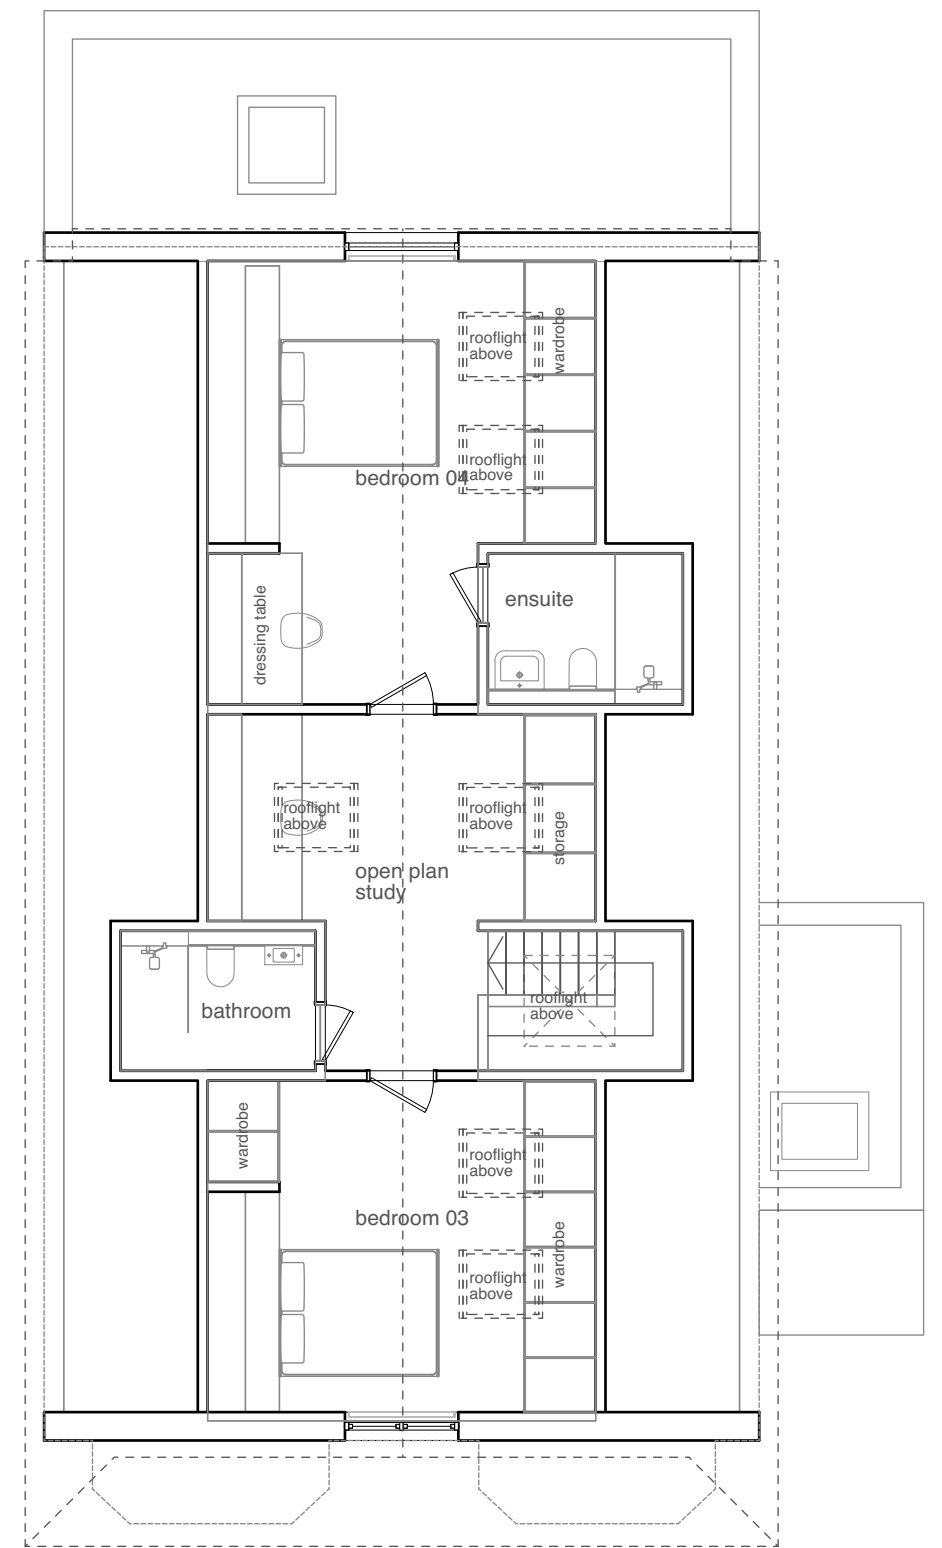 wardrobe
rooflight
above
rooflight
above
bedroom 04
dressing table
ensuite
rooflight
above
rooflight
above
storage
open plan
study
bathroom
rooflight
above
wardrobe
rooflight
above
bedroom 03
wardrobe
rooflight
above